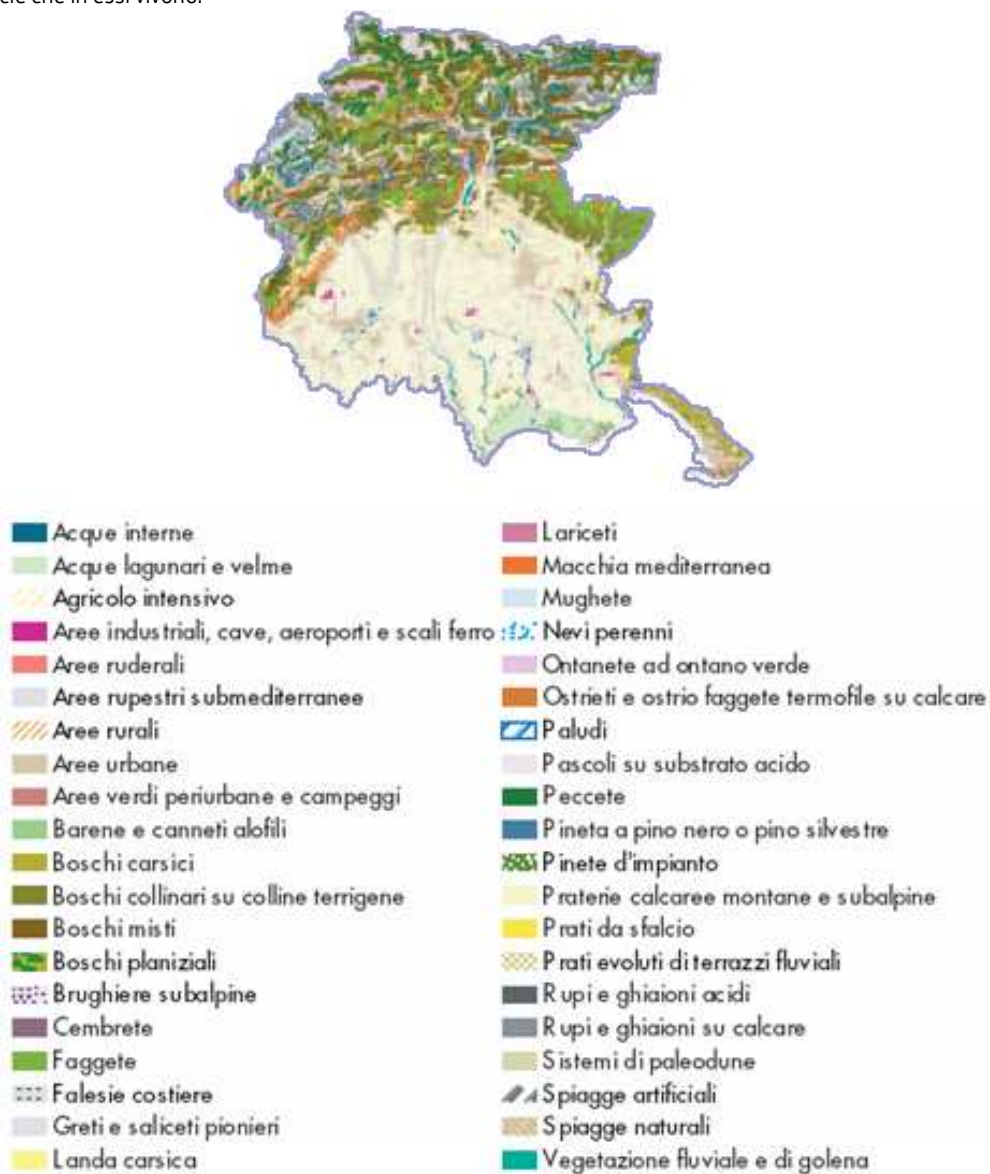 cie che in essi vivono.
Acque interne
Acque lagunari e velme
Agricolo intensivo
Aree industriali, cave, aeroporti e scali ferro
Aree ruderali
Aree rupestri submediterranee
Aree rurali
Aree urbane
Aree verdi periurbane e campeggi
Barene e canneti alofili
Boschi carsici
Boschi collinari su colline terrigene
Boschi misti
Boschi planiziali
Brughiere subalpine
Cembrete
Faggete
Falesie costiere
Greti e saliceti pionieri
Landa carsica
Lariceti
Macchia mediterranea
Mughete
Nevi perenni
Ontanete ad ontano verde
Ostrieti e ostrio faggete termofile su calcare
Paludi
Pascoli su substrato acido
Peccete
Pineta a pino nero o pino silvestre
Pinete d'impianto
Praterie calcaree montane e subalpine
Prati da sfalcio
Prati evoluti di terrazzi fluviali
Rupi e ghiaioni acidi
Rupi e ghiaioni su calcare
Sistemi di paleodune
Spiagge artificiali
Spiagge naturali
Vegetazione fluviale e di golena